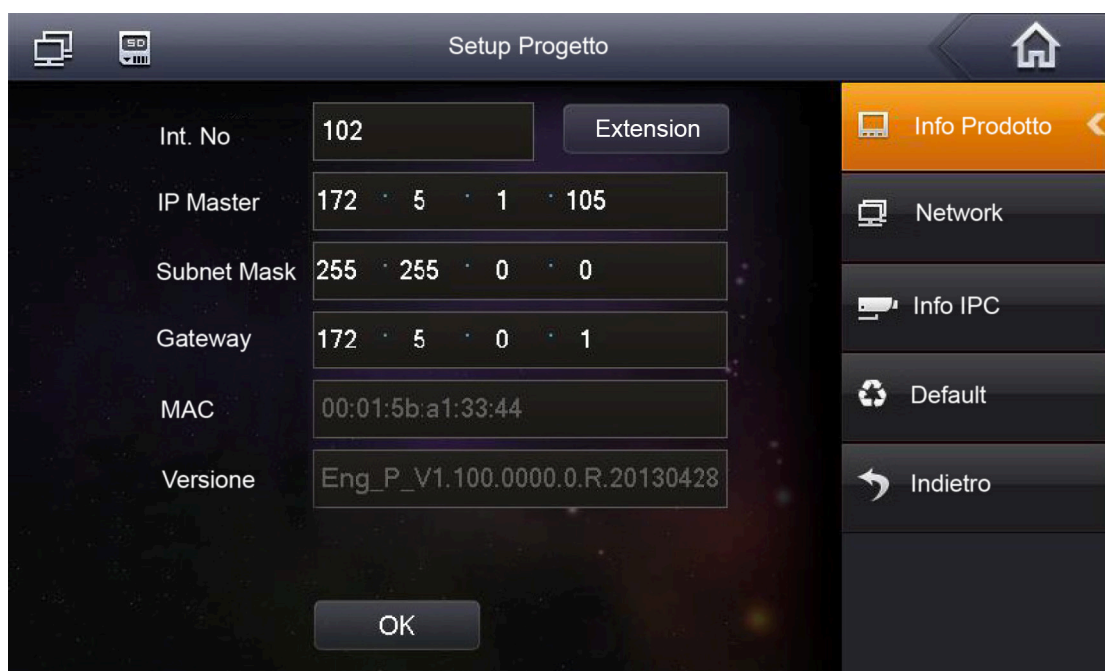 SD
Setup Progetto
Int. No 102 Extension
IP Master 172 . 5 . 1 . 105
Subnet Mask 255 . 255 . 0 . 0
Gateway 172 . 5 . 0 . 1
MAC 00:01:5b:a1:33:44
Versione Eng_P_V1.100.0000.0.R.20130428
OK
Info Prodotto
Network
Info IPC
Default
Indietro